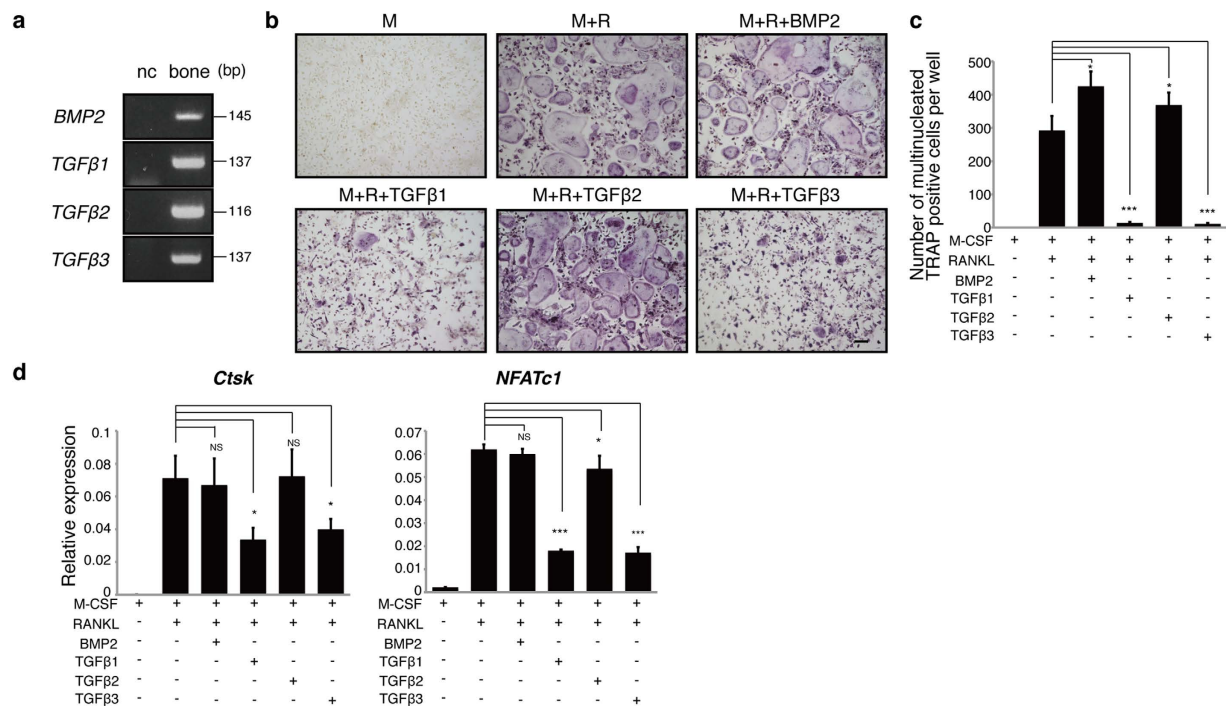 a
nc bone (bp)
BMP2 145
TGFβ1 137
TGFβ2 116
TGFβ3 137
b
M M+R M+R+BMP2
M+R+TGFβ1 M+R+TGFβ2 M+R+TGFβ3
c
Number of multinucleated
TRAP positive cells per well
500
400
300
200
100
0
* *** * ***
M-CSF + + + + + +
RANKL - + + + + +
BMP2 - - + - - -
TGFβ1 - - - + - -
TGFβ2 - - - - + -
TGFβ3 - - - - - +
d
Ctsk
Relative expression
0.1
0.08
0.06
0.04
0.02
0
NS * NS *
M-CSF + + + + + +
RANKL - + + + + +
BMP2 - - + - - -
TGFβ1 - - - + - -
TGFβ2 - - - - + -
TGFβ3 - - - - - +
NFATc1
0.07
0.06
0.05
0.04
0.03
0.02
0.01
0
NS *** * ***
M-CSF + + + + + +
RANKL - + + + + +
BMP2 - - + - - -
TGFβ1 - - - + - -
TGFβ2 - - - - + -
TGFβ3 - - - - - +